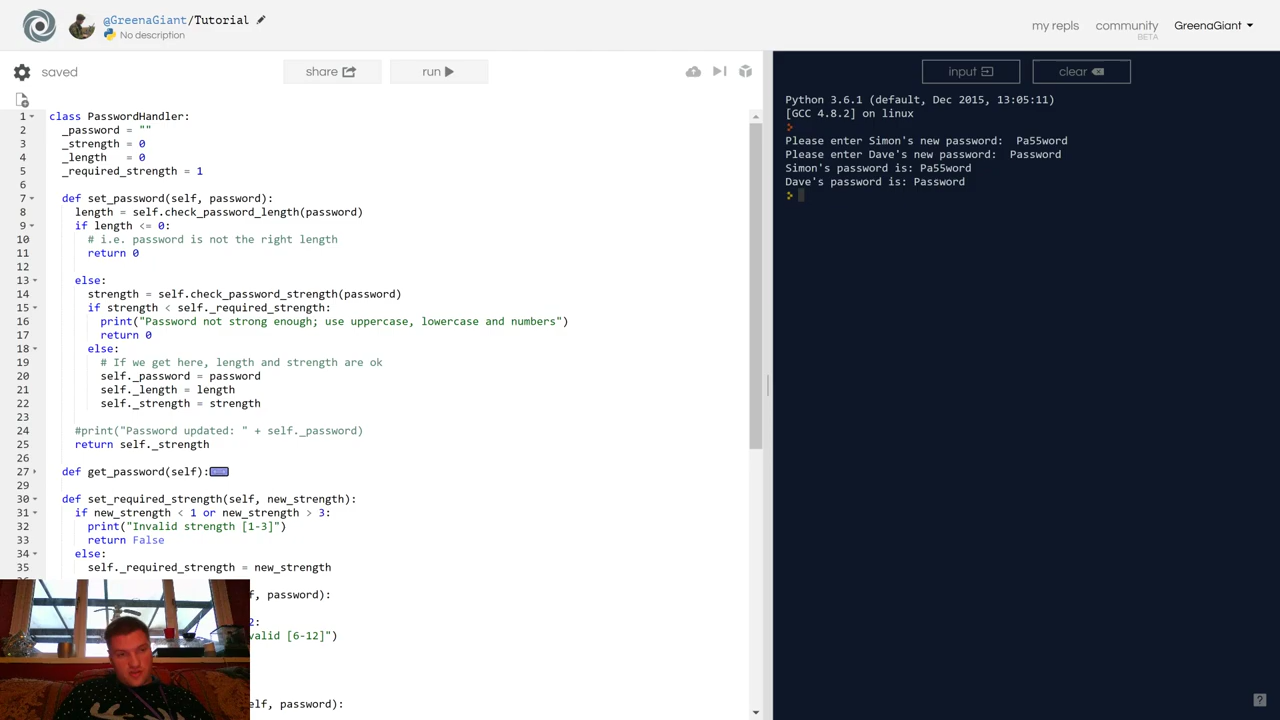 @GreenaGiant/Tutorial
No description
my repls
community
BETA
GreenaGiant
saved
share
run
input
clear
1 class PasswordHandler:
2 _password = ""
3 _strength = 0
4 _length   = 0
5 _required_strength = 1
6
7 def set_password(self, password):
8 length = self.check_password_length(password)
9 if length <= 0:
10 # i.e. password is not the right length
11 return 0
12
13 else:
14 strength = self.check_password_strength(password)
15 if strength < self._required_strength:
16 print("Password not strong enough; use uppercase, lowercase and numbers")
17 return 0
18 else:
19 # If we get here, length and strength are ok
20 self._password = password
21 self._length = length
22 self._strength = strength
23
24 #print("Password updated: " + self._password)
25 return self._strength
26
27 def get_password(self):
29
30 def set_required_strength(self, new_strength):
31 if new_strength < 1 or new_strength > 3:
32 print("Invalid strength [1-3]")
33 return False
34 else:
35 self._required_strength = new_strength
f, password):
2:
valid [6-12]")
self, password):
Python 3.6.1 (default, Dec 2015, 13:05:11)
[GCC 4.8.2] on linux
Please enter Simon's new password:  Pa55word
Please enter Dave's new password:  Password
Simon's password is: Pa55word
Dave's password is: Password
?